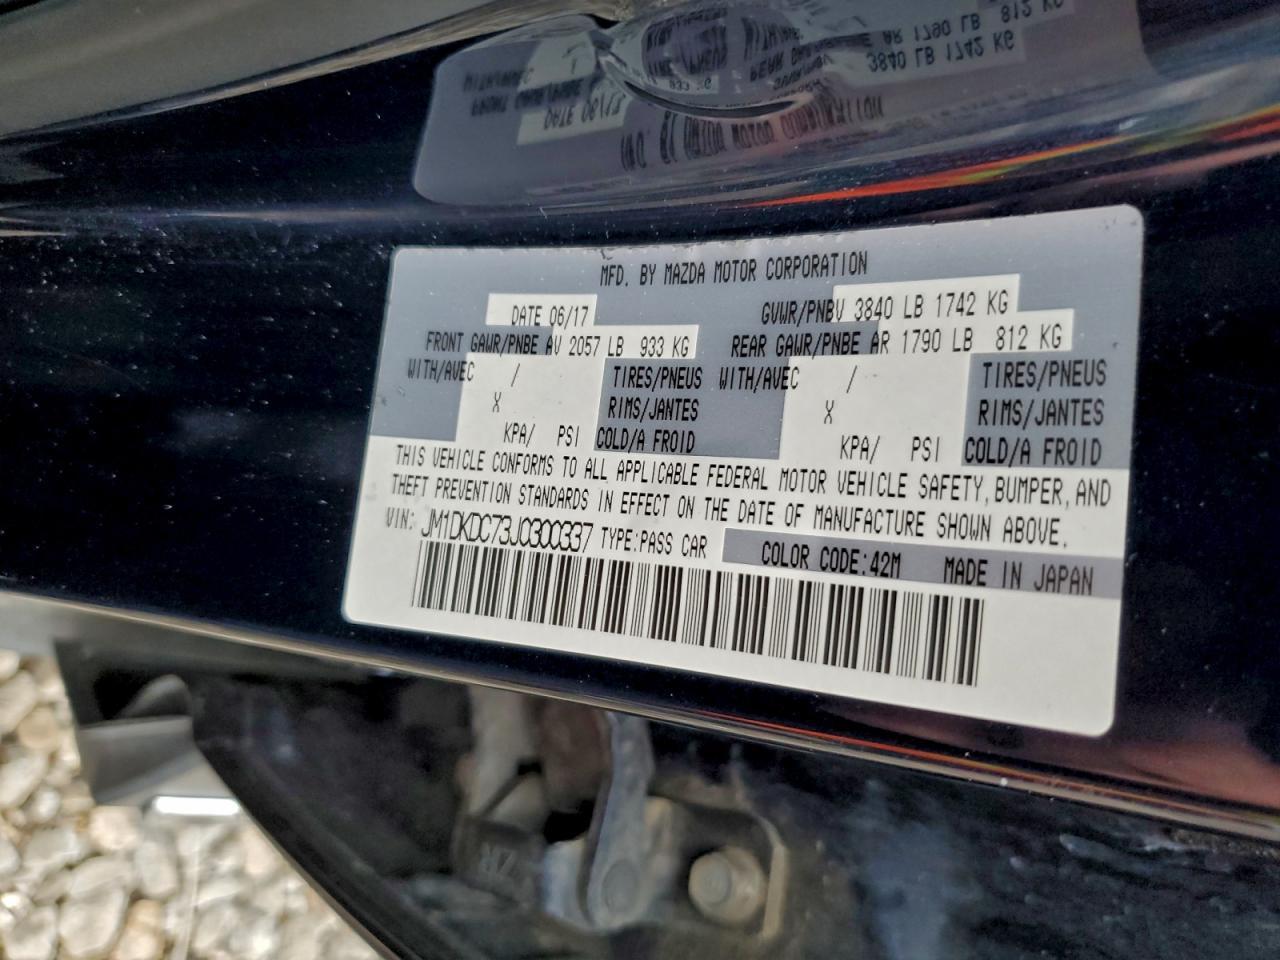 MFD. BY MAZDA MOTOR CORPORATION
DATE 06/17 GVWR/PNBV 3840 LB 1742 KG
FRONT GAWR/PNBE AV 2057 LB 933 KG REAR GAWR/PNBE AR 1790 LB 812 KG
WITH/AVEC / TIRES/PNEUS WITH/AVEC / TIRES/PNEUS
X RIMS/JANTES X RIMS/JANTES
KPA/ PSI COLD/A FROID KPA/ PSI COLD/A FROID
THIS VEHICLE CONFORMS TO ALL APPLICABLE FEDERAL MOTOR VEHICLE SAFETY, BUMPER, AND
THEFT PREVENTION STANDARDS IN EFFECT ON THE DATE OF MANUFACTURE SHOWN ABOVE.
VIN: JM1DKDC73J0300337 TYPE:PASS CAR COLOR CODE:42M MADE IN JAPAN